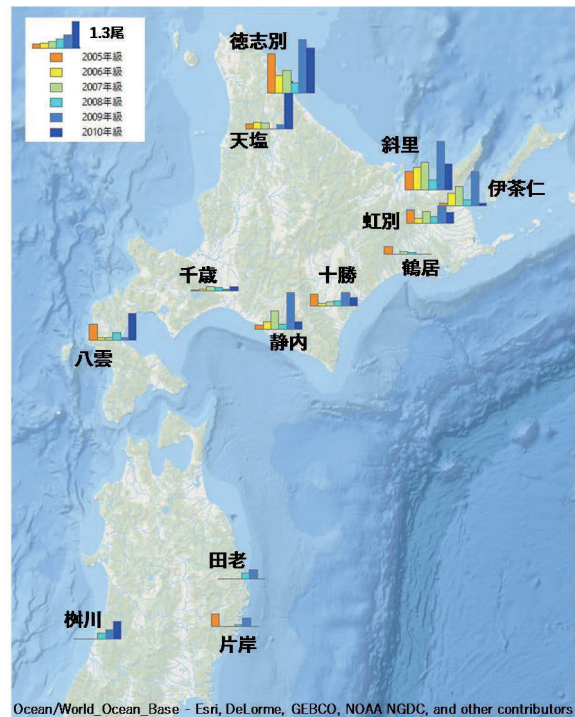 1.3尾
2005年級
2006年級
2007年級
2008年級
2009年級
2010年級
徳志別
天塩
斜里
伊茶仁
虹別
鶴居
千歳
十勝
静内
八雲
田老
桝川
片岸
Ocean/World_Ocean_Base - Esri, DeLorme, GEBCO, NOAA NGDC, and other contributors